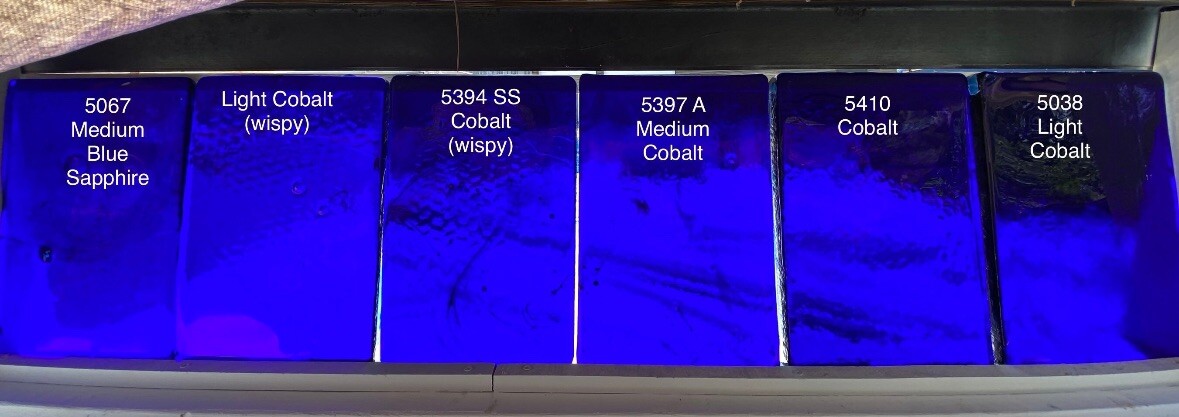 5067
Medium
Blue
Sapphire
Light Cobalt
(wispy)
5394 SS
Cobalt
(wispy)
5397 A
Medium
Cobalt
5410
Cobalt
5038
Light
Cobalt